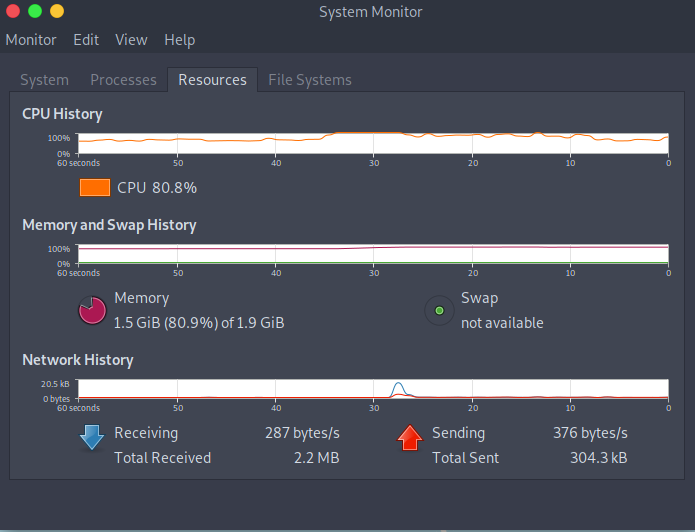 System Monitor
Monitor Edit View Help
System Processes Resources File Systems
CPU History
100%
0%
60 seconds 50 40 30 20 10 0
CPU 80.8%
Memory and Swap History
100%
0%
60 seconds 50 40 30 20 10 0
Memory Swap
1.5 GiB (80.9%) of 1.9 GiB not available
Network History
20.5 kB
0 bytes
60 seconds 50 40 30 20 10 0
Receiving 287 bytes/s Sending 376 bytes/s
Total Received 2.2 MB Total Sent 304.3 kB